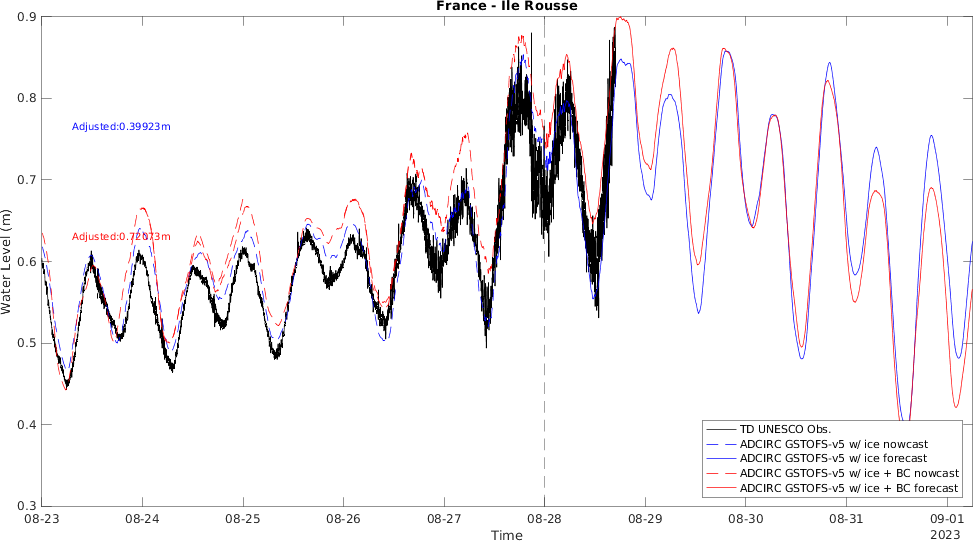 France - Ile Rousse
0.9
0.8
0.7
0.6
0.5
0.4
0.3
Water Level (m)
Adjusted:0.39923m
Adjusted:0.72073m
TD UNESCO Obs.
ADCIRC GSTOFS-v5 w/ ice nowcast
ADCIRC GSTOFS-v5 w/ ice forecast
ADCIRC GSTOFS-v5 w/ ice + BC nowcast
ADCIRC GSTOFS-v5 w/ ice + BC forecast
08-23 08-24 08-25 08-26 08-27 08-28 08-29 08-30 08-31 09-01
2023
Time